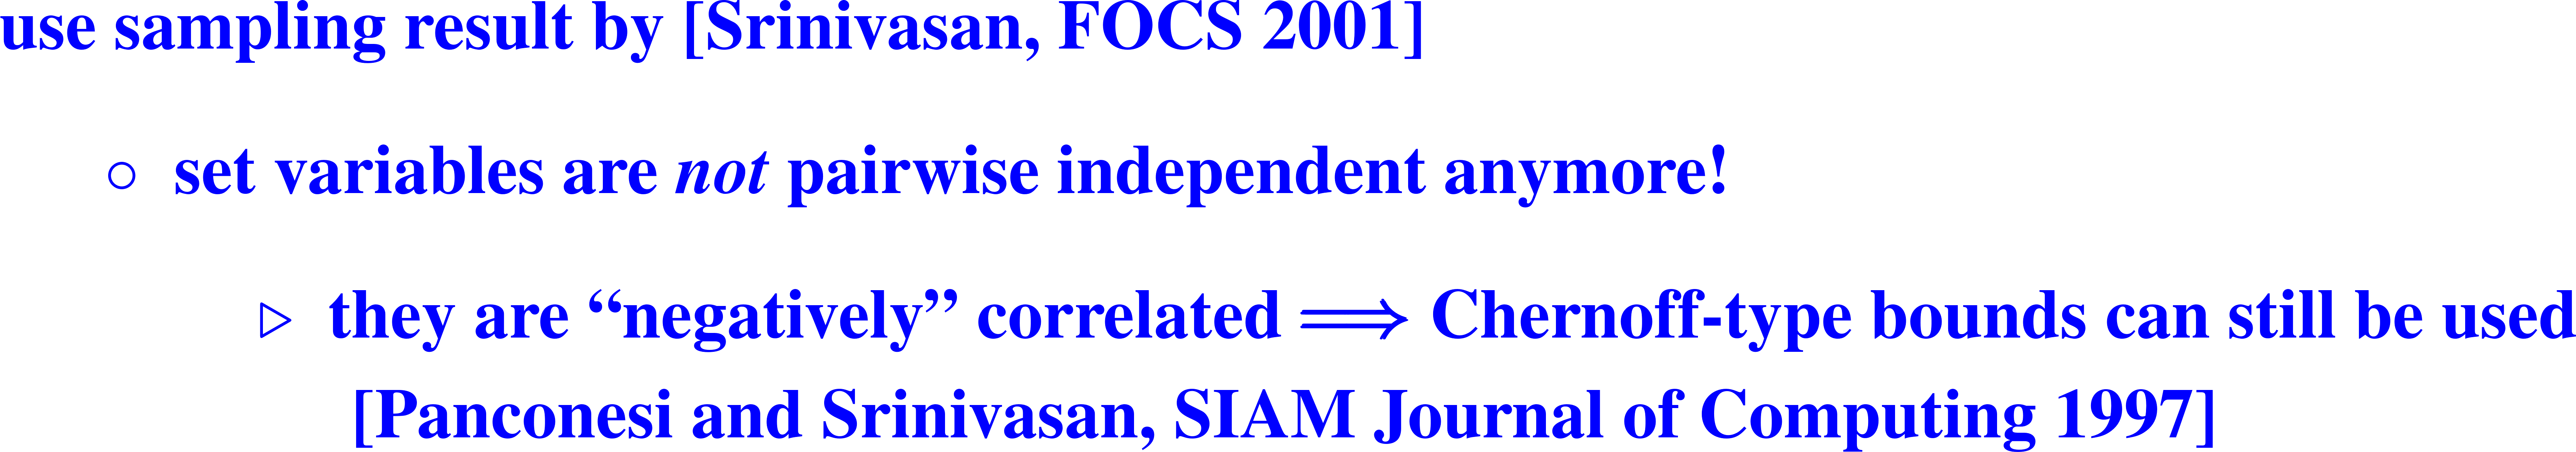 use sampling result by [Srinivasan, FOCS 2001]
○ set variables are not pairwise independent anymore!
▷ they are “negatively” correlated ⟹ Chernoff-type bounds can still be used
[Panconesi and Srinivasan, SIAM Journal of Computing 1997]